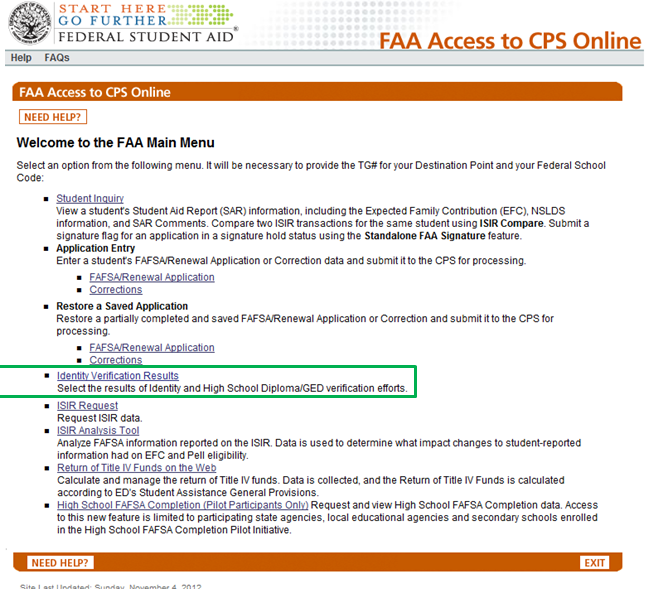 START HERE
GO FURTHER
FEDERAL STUDENT AID®
FAA Access to CPS Online
Help FAQs
FAA Access to CPS Online
NEED HELP?
Welcome to the FAA Main Menu
Select an option from the following menu. It will be necessary to provide the TG# for your Destination Point and your Federal School
Code:
Student Inquiry
View a student's Student Aid Report (SAR) information, including the Expected Family Contribution (EFC), NSLDS
information, and SAR Comments. Compare two ISIR transactions for the same student using ISIR Compare. Submit a
signature flag for an application in a signature hold status using the Standalone FAA Signature feature.
Application Entry
Enter a student's FAFSA/Renewal Application or Correction data and submit it to the CPS for processing.
FAFSA/Renewal Application
Corrections
Restore a Saved Application
Restore a partially completed and saved FAFSA/Renewal Application or Correction and submit it to the CPS for
processing.
FAFSA/Renewal Application
Corrections
Identity Verification Results
Select the results of Identity and High School Diploma/GED verification efforts.
ISIR Request
Request ISIR data.
ISIR Analysis Tool
Analyze FAFSA information reported on the ISIR. Data is used to determine what impact changes to student-reported
information had on EFC and Pell eligibility.
Return of Title IV Funds on the Web
Calculate and manage the return of Title IV funds. Data is collected, and the Return of Title IV Funds is calculated
according to ED's Student Assistance General Provisions.
High School FAFSA Completion (Pilot Participants Only) Request and view High School FAFSA Completion data. Access
to this new feature is limited to participating state agencies, local educational agencies and secondary schools enrolled
in the High School FAFSA Completion Pilot Initiative.
NEED HELP? EXIT
Site Last Updated: Sunday, November 4, 2012